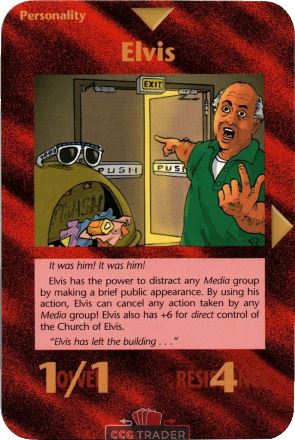 Personality
Elvis
EXIT
PUSH
PUSH
TRASH
It was him! It was him!
Elvis has the power to distract any Media group
by making a brief public appearance. By using his
action, Elvis can cancel any action taken by any
Media group! Elvis also has +6 for direct control
of the Church of Elvis.
"Elvis has left the building . . ."
POWER
1/1
RESISTANCE
4
CCG TRADER